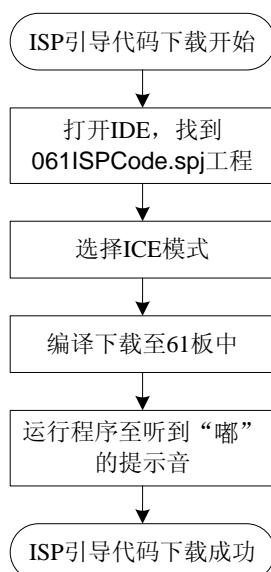 ISP引导代码下载开始
打开IDE，找到
061ISPCode.spj工程
选择ICE模式
编译下载至61板中
运行程序至听到“嘟”
的提示音
ISP引导代码下载成功